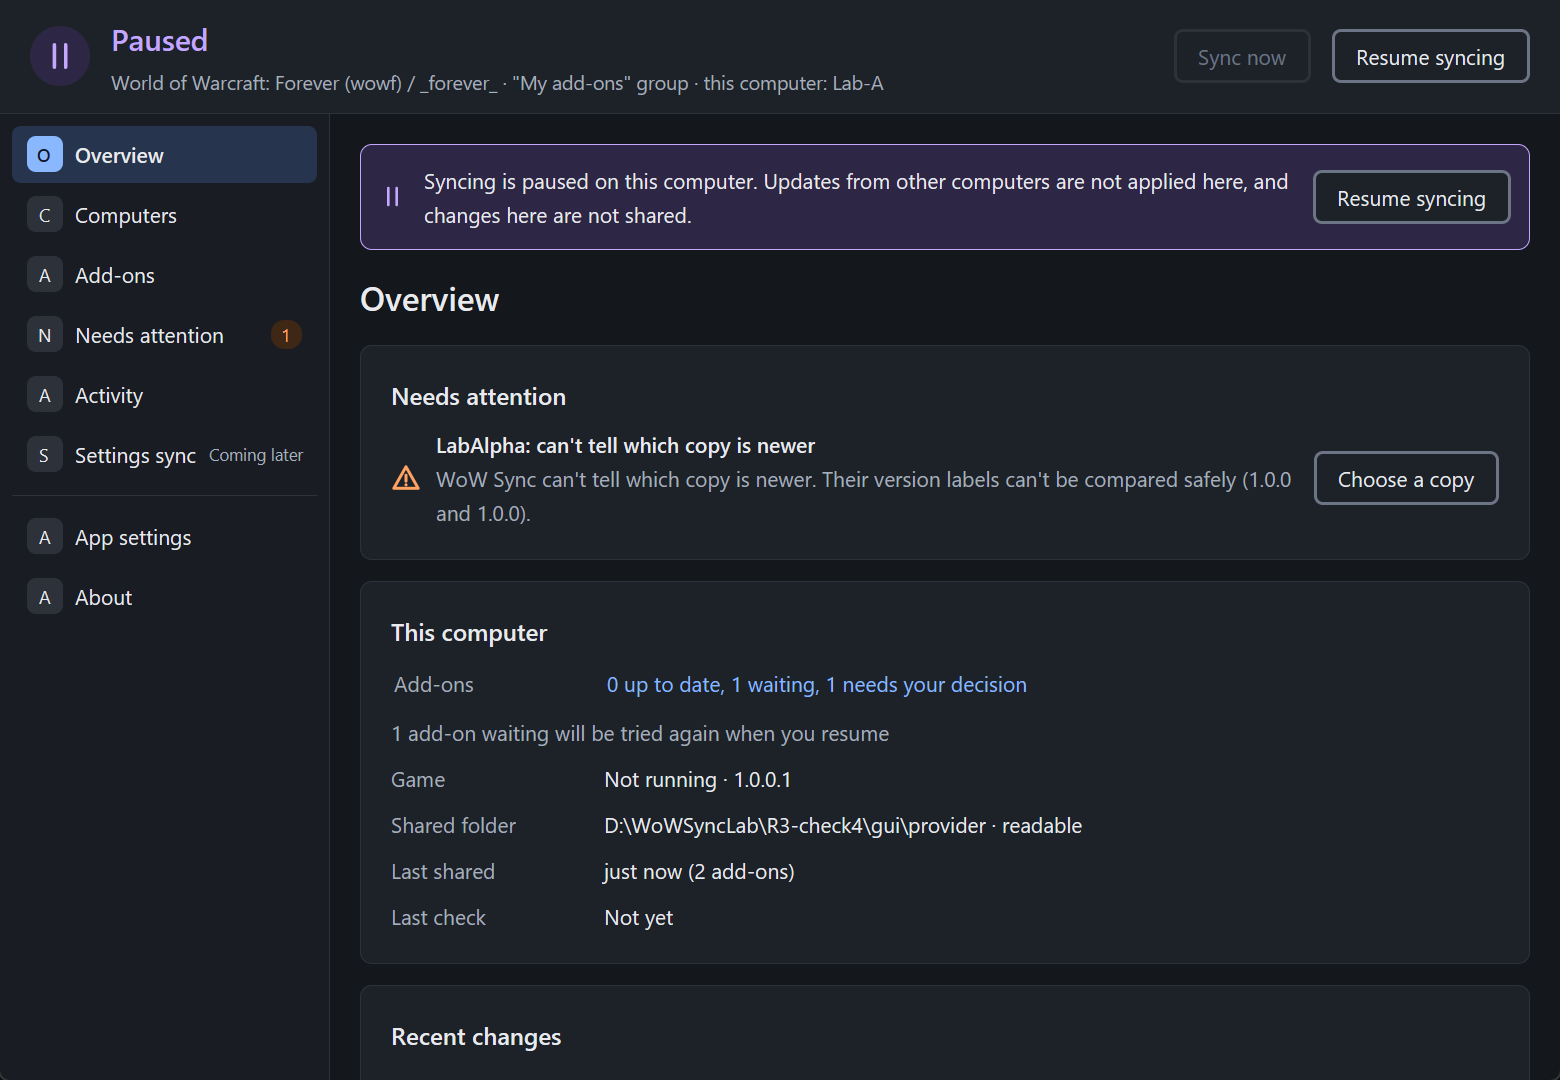 Paused
World of Warcraft: Forever (wowf) / _forever_ · "My add-ons" group · this computer: Lab-A
Sync now
Resume syncing
O Overview
C Computers
A Add-ons
N Needs attention 1
A Activity
S Settings sync Coming later
A App settings
A About
Syncing is paused on this computer. Updates from other computers are not applied here, and
changes here are not shared.
Resume syncing
Overview
Needs attention
LabAlpha: can't tell which copy is newer
WoW Sync can't tell which copy is newer. Their version labels can't be compared safely (1.0.0
and 1.0.0).
Choose a copy
This computer
Add-ons 0 up to date, 1 waiting, 1 needs your decision
1 add-on waiting will be tried again when you resume
Game Not running · 1.0.0.1
Shared folder D:\WoWSyncLab\R3-check4\gui\provider · readable
Last shared just now (2 add-ons)
Last check Not yet
Recent changes